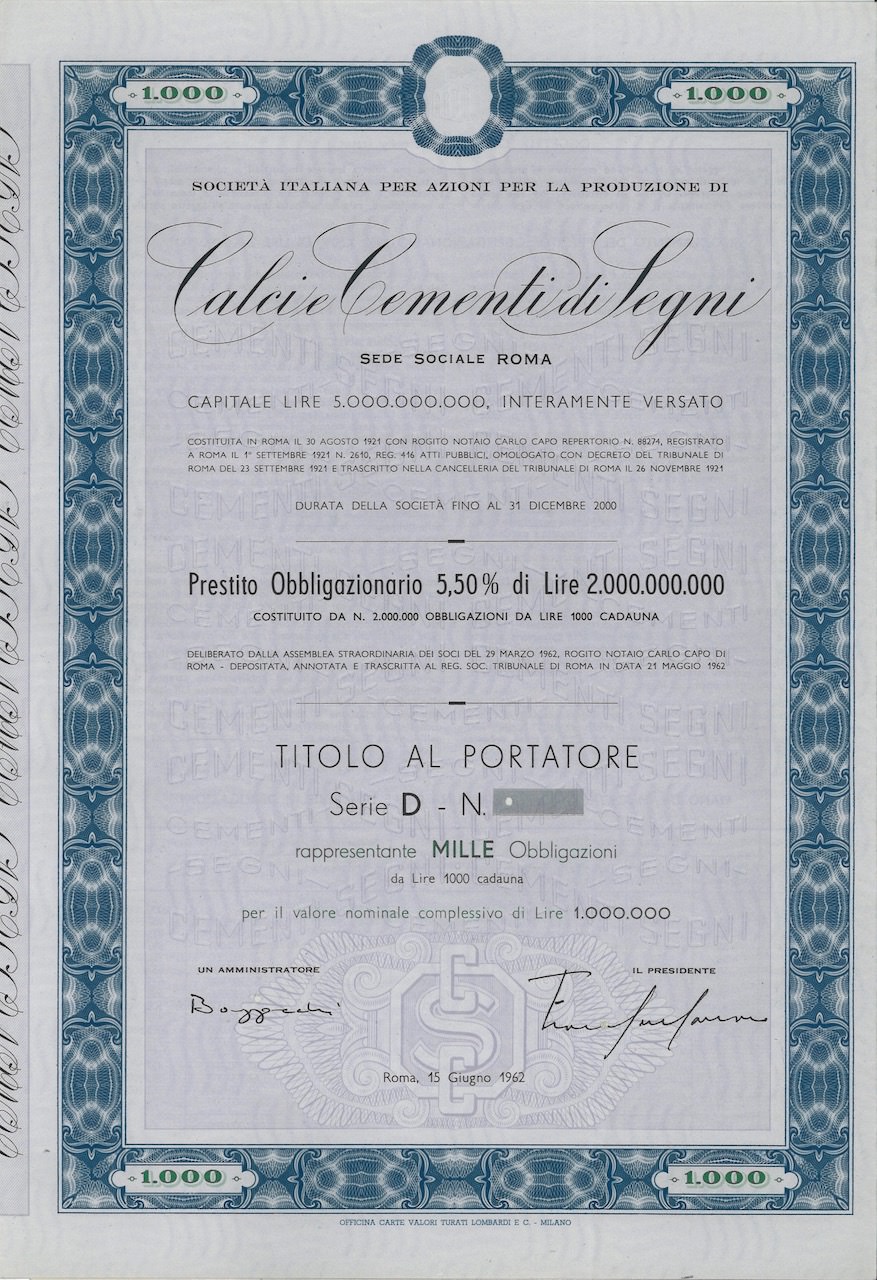 1.000
1.000
SOCIETÀ ITALIANA PER AZIONI PER LA PRODUZIONE DI
Calci e Cementi di Segni
SEDE SOCIALE ROMA
CAPITALE LIRE 5.000.000.000, INTERAMENTE VERSATO
COSTITUITA IN ROMA IL 30 AGOSTO 1921 CON ROGITO NOTAIO CARLO CAPO REPERTORIO N. 88274, REGISTRATO
A ROMA IL 1° SETTEMBRE 1921 N. 2610, REG. 416 ATTI PUBBLICI, OMOLOGATO CON DECRETO DEL TRIBUNALE DI
ROMA DEL 23 SETTEMBRE 1921 E TRASCRITTO NELLA CANCELLERIA DEL TRIBUNALE DI ROMA IL 26 NOVEMBRE 1921
DURATA DELLA SOCIETÀ FINO AL 31 DICEMBRE 2000
Prestito Obbligazionario 5,50% di Lire 2.000.000.000
COSTITUITO DA N. 2.000.000 OBBLIGAZIONI DA LIRE 1000 CADAUNA
DELIBERATO DALLA ASSEMBLEA STRAORDINARIA DEI SOCI DEL 29 MARZO 1962, ROGITO NOTAIO CARLO CAPO DI
ROMA - DEPOSITATA, ANNOTATA E TRASCRITTA AL REG. SOC. TRIBUNALE DI ROMA IN DATA 21 MAGGIO 1962
TITOLO AL PORTATORE
Serie D - N.
rappresentante MILLE Obbligazioni
da Lire 1000 cadauna
per il valore nominale complessivo di Lire 1.000.000
UN AMMINISTRATORE
IL PRESIDENTE
Roma, 15 Giugno 1962
1.000
1.000
OFFICINA CARTE VALORI TURATI LOMBARDI E C. - MILANO